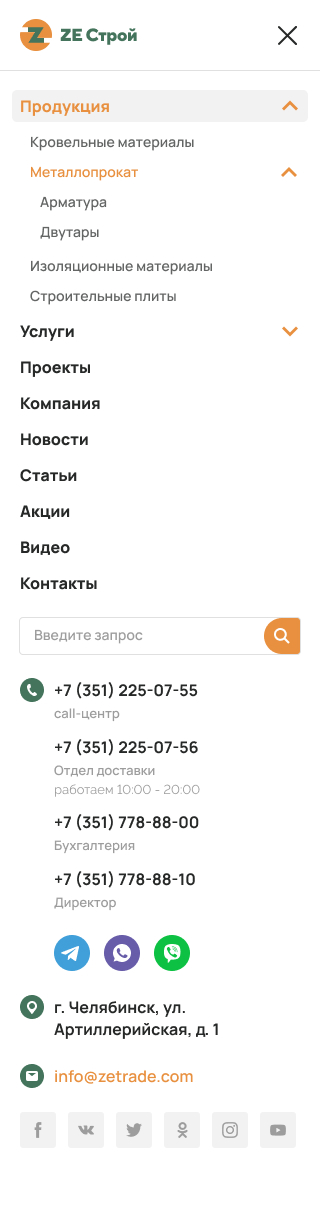 ZE Строй
Продукция
Кровельные материалы
Металлопрокат
Арматура
Двутары
Изоляционные материалы
Строительные плиты
Услуги
Проекты
Компания
Новости
Статьи
Акции
Видео
Контакты
Введите запрос
+7 (351) 225-07-55
call-центр
+7 (351) 225-07-56
Отдел доставки
работаем 10:00 - 20:00
+7 (351) 778-88-00
Бухгалтерия
+7 (351) 778-88-10
Директор
г. Челябинск, ул.
Артиллерийская, д. 1
info@zetrade.com